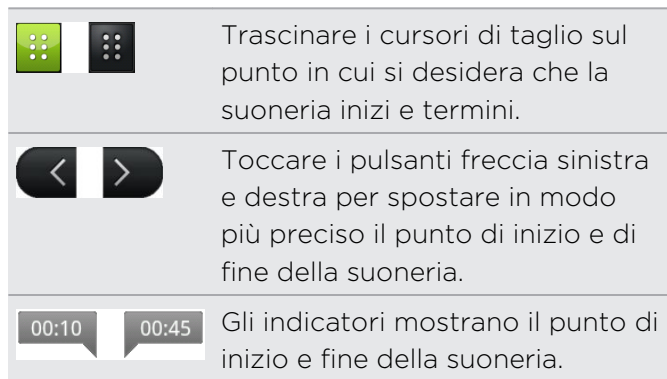 Trascinare i cursori di taglio sul
punto in cui si desidera che la
suoneria inizi e termini.
Toccare i pulsanti freccia sinistra
e destra per spostare in modo
più preciso il punto di inizio e di
fine della suoneria.
00:10 00:45 Gli indicatori mostrano il punto di
inizio e fine della suoneria.